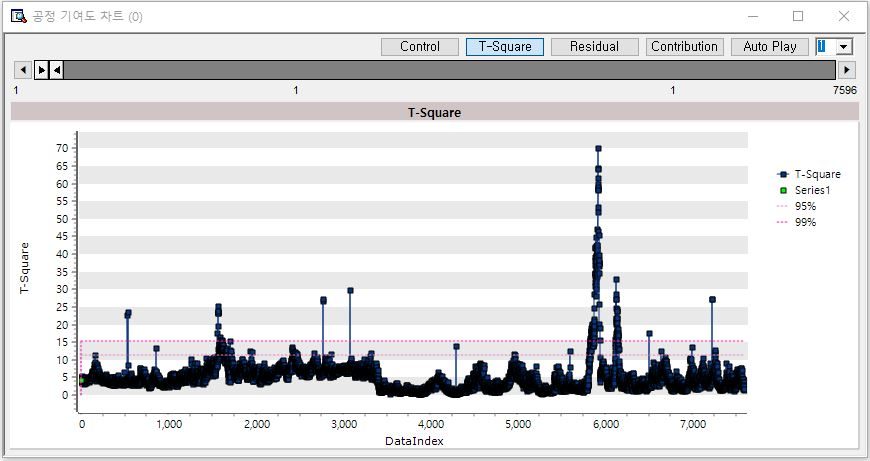 공정 기여도 차트 (0)
Control T-Square Residual Contribution Auto Play 1
1 1 1 7596
T-Square
70
65
60
55
50
45
40
35
30
25
20
15
10
5
0
T-Square
0 1,000 2,000 3,000 4,000 5,000 6,000 7,000
DataIndex
T-Square
Series1
95%
99%